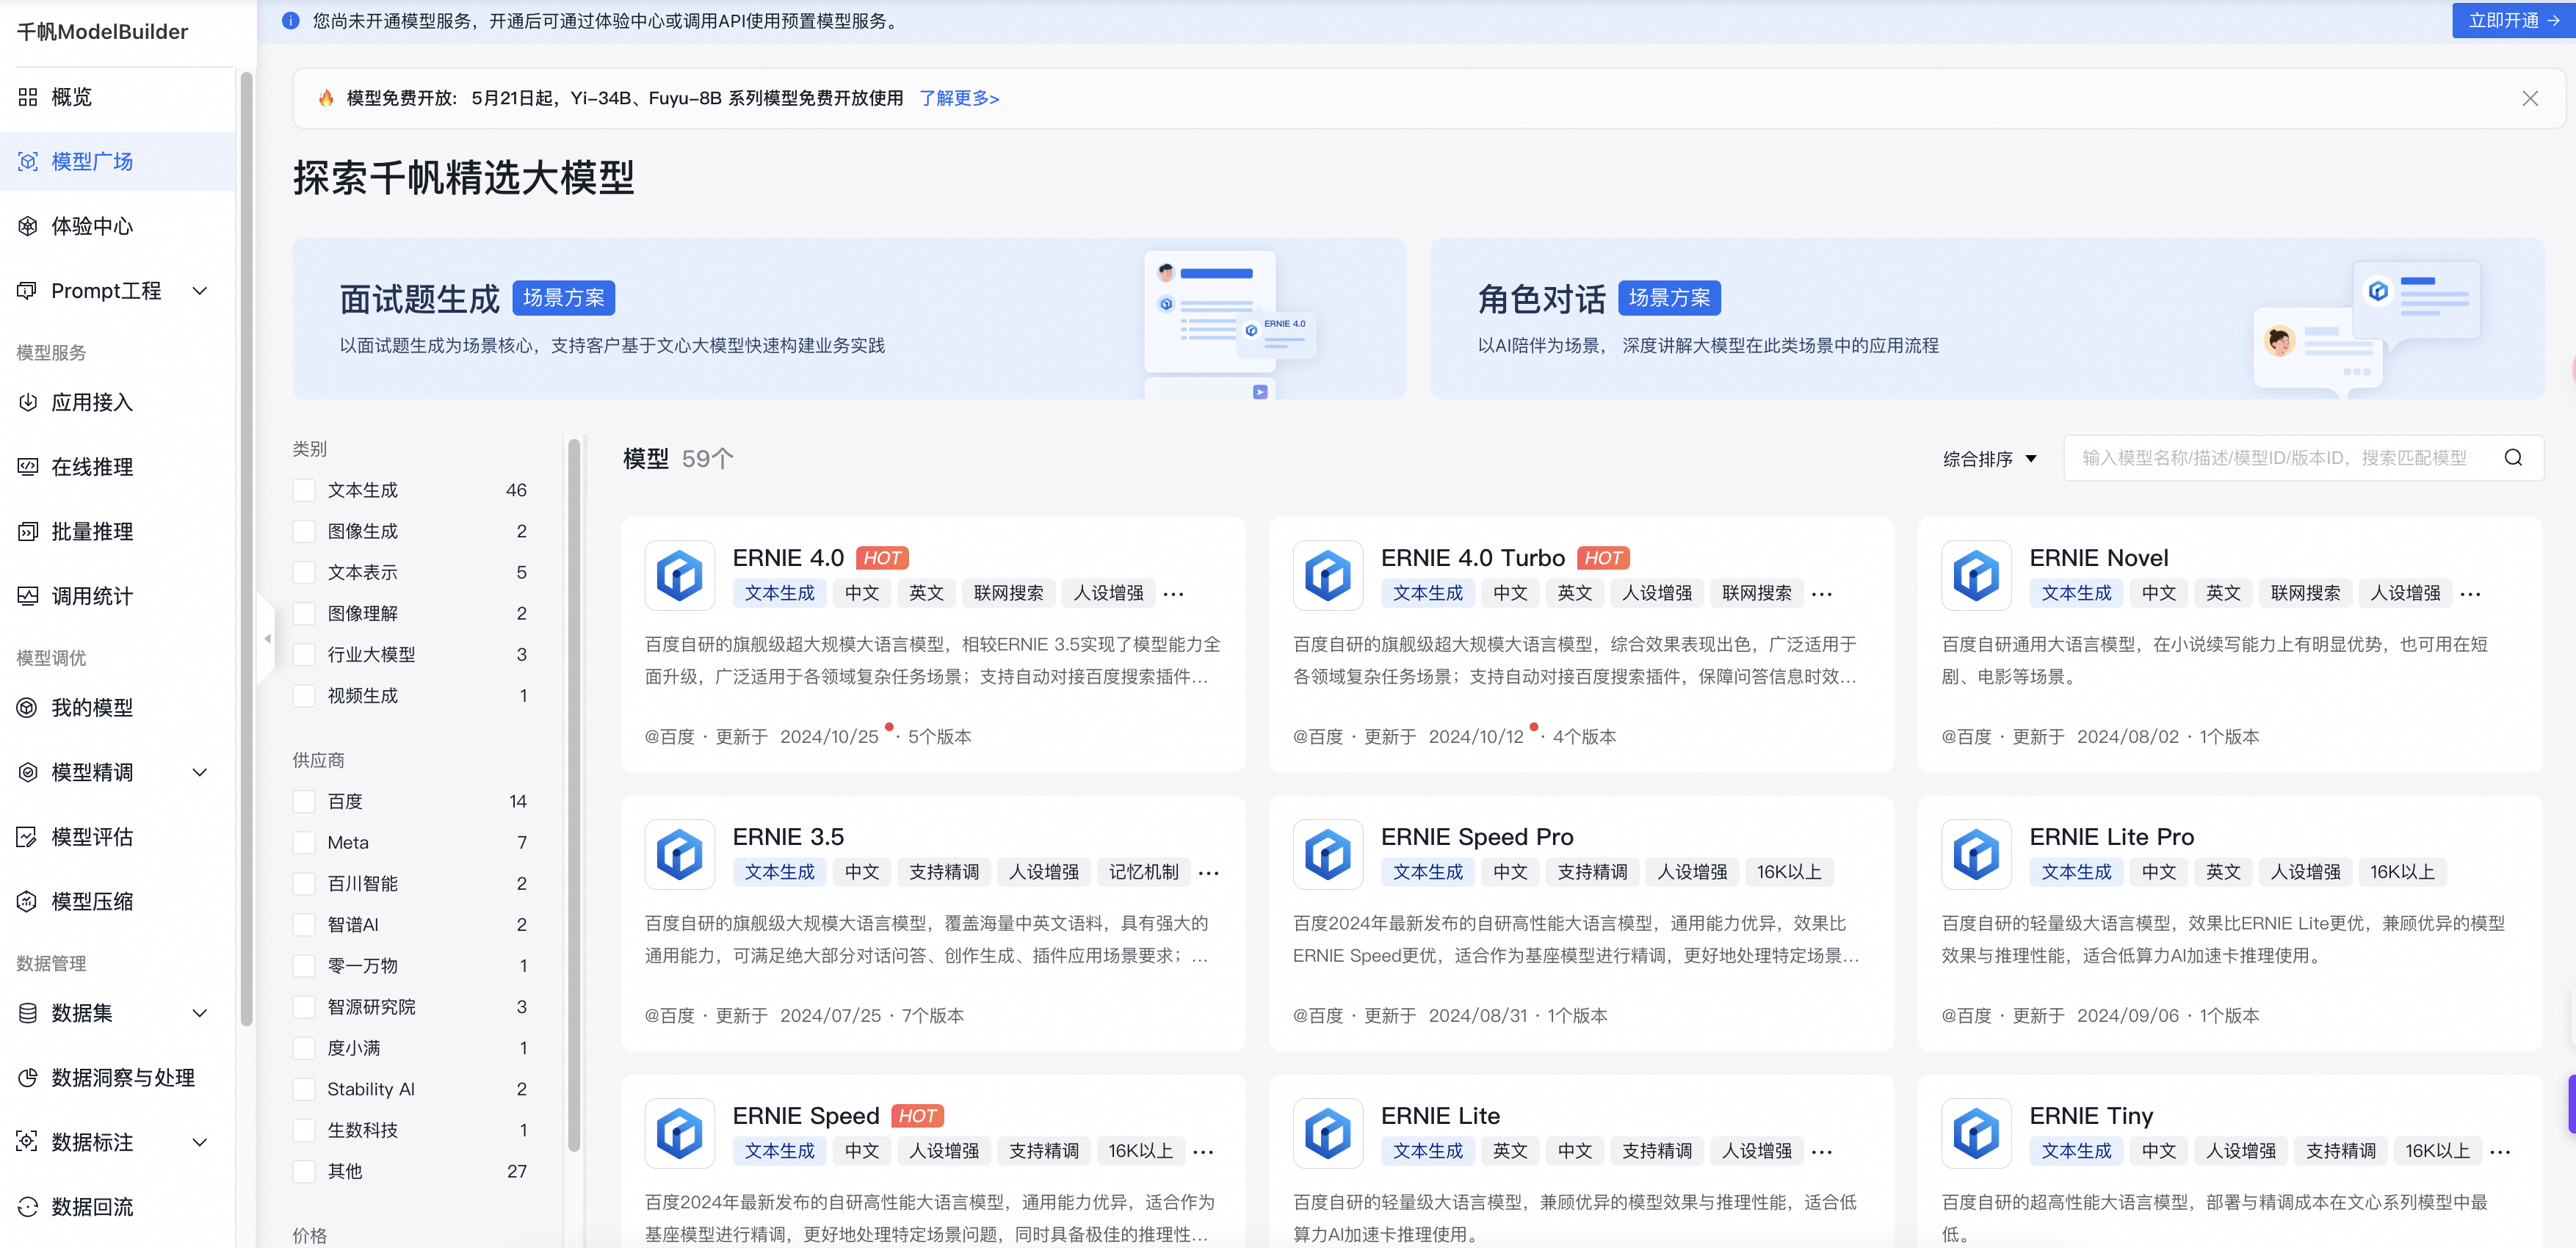 千帆ModelBuilder
概览
模型广场
体验中心
Prompt工程
模型服务
应用接入
在线推理
批量推理
调用统计
模型调优
我的模型
模型精调
模型评估
模型压缩
数据管理
数据集
数据洞察与处理
数据标注
数据回流
您尚未开通模型服务，开通后可通过体验中心或调用API使用预置模型服务。
立即开通 →
模型免费开放： 5月21日起，Yi-34B、Fuyu-8B 系列模型免费开放使用 了解更多>
探索千帆精选大模型
面试题生成 场景方案
以面试题生成为场景核心，支持客户基于文心大模型快速构建业务实践
ERNIE 4.0
角色对话 场景方案
以AI陪伴为场景， 深度讲解大模型在此类场景中的应用流程
类别
文本生成 46
图像生成 2
文本表示 5
图像理解 2
行业大模型 3
视频生成 1
供应商
百度 14
Meta 7
百川智能 2
智谱AI 2
零一万物 1
智源研究院 3
度小满 1
Stability AI 2
生数科技 1
其他 27
价格
模型 59个
综合排序
输入模型名称/描述/模型ID/版本ID，搜索匹配模型
ERNIE 4.0 HOT
文本生成 中文 英文 联网搜索 人设增强 ...
百度自研的旗舰级超大规模大语言模型，相较ERNIE 3.5实现了模型能力全
面升级，广泛适用于各领域复杂任务场景；支持自动对接百度搜索插件...
@百度 · 更新于 2024/10/25 · 5个版本
ERNIE 4.0 Turbo HOT
文本生成 中文 英文 人设增强 联网搜索 ...
百度自研的旗舰级超大规模大语言模型，综合效果表现出色，广泛适用于
各领域复杂任务场景；支持自动对接百度搜索插件，保障问答信息时效...
@百度 · 更新于 2024/10/12 · 4个版本
ERNIE Novel
文本生成 中文 英文 联网搜索 人设增强 ...
百度自研通用大语言模型，在小说续写能力上有明显优势，也可用在短
剧、电影等场景。
@百度 · 更新于 2024/08/02 · 1个版本
ERNIE 3.5
文本生成 中文 支持精调 人设增强 记忆机制 ...
百度自研的旗舰级大规模大语言模型，覆盖海量中英文语料，具有强大的
通用能力，可满足绝大部分对话问答、创作生成、插件应用场景要求；...
@百度 · 更新于 2024/07/25 · 7个版本
ERNIE Speed Pro
文本生成 中文 支持精调 人设增强 16K以上
百度2024年最新发布的自研高性能大语言模型，通用能力优异，效果比
ERNIE Speed更优，适合作为基座模型进行精调，更好地处理特定场景...
@百度 · 更新于 2024/08/31 · 1个版本
ERNIE Lite Pro
文本生成 中文 英文 人设增强 16K以上
百度自研的轻量级大语言模型，效果比ERNIE Lite更优，兼顾优异的模型
效果与推理性能，适合低算力AI加速卡推理使用。
@百度 · 更新于 2024/09/06 · 1个版本
ERNIE Speed HOT
文本生成 中文 人设增强 支持精调 16K以上 ...
百度2024年最新发布的自研高性能大语言模型，通用能力优异，适合作为
基座模型进行精调，更好地处理特定场景问题，同时具备极佳的推理性...
ERNIE Lite
文本生成 英文 中文 支持精调 人设增强 ...
百度自研的轻量级大语言模型，兼顾优异的模型效果与推理性能，适合低
算力AI加速卡推理使用。
ERNIE Tiny
文本生成 中文 人设增强 支持精调 16K以上 ...
百度自研的超高性能大语言模型，部署与精调成本在文心系列模型中最
低。